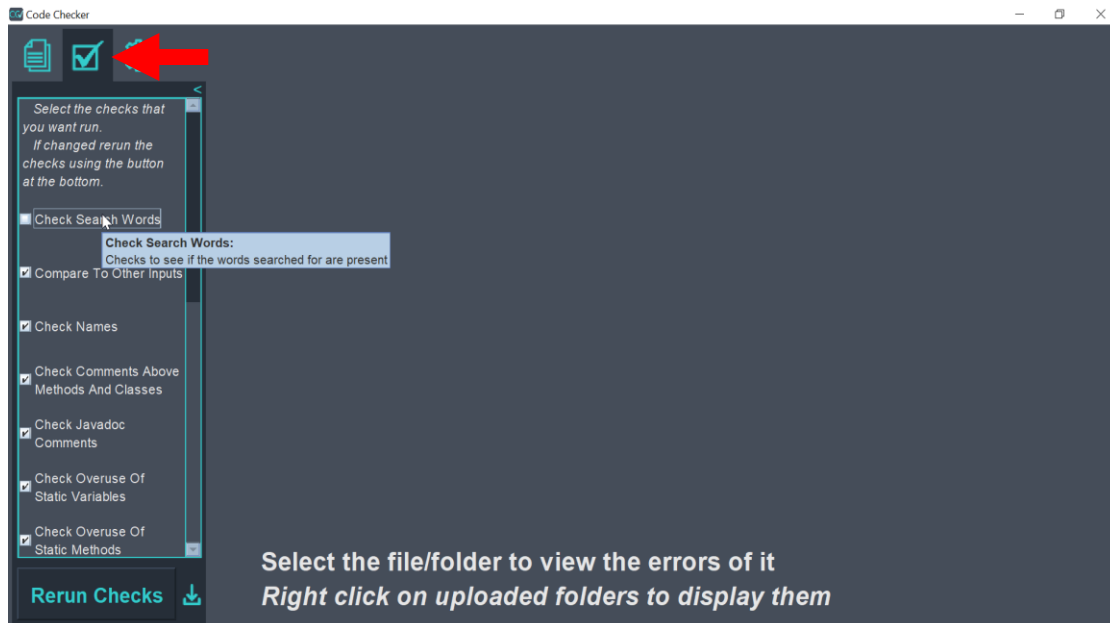 Code Checker
<
Select the checks that
you want run.
If changed rerun the
checks using the button
at the bottom.
Check Search Words
Check Search Words:
Checks to see if the words searched for are present
Compare To Other Inputs
Check Names
Check Comments Above
Methods And Classes
Check Javadoc
Comments
Check Overuse Of
Static Variables
Check Overuse Of
Static Methods
Select the file/folder to view the errors of it
Right click on uploaded folders to display them
Rerun Checks